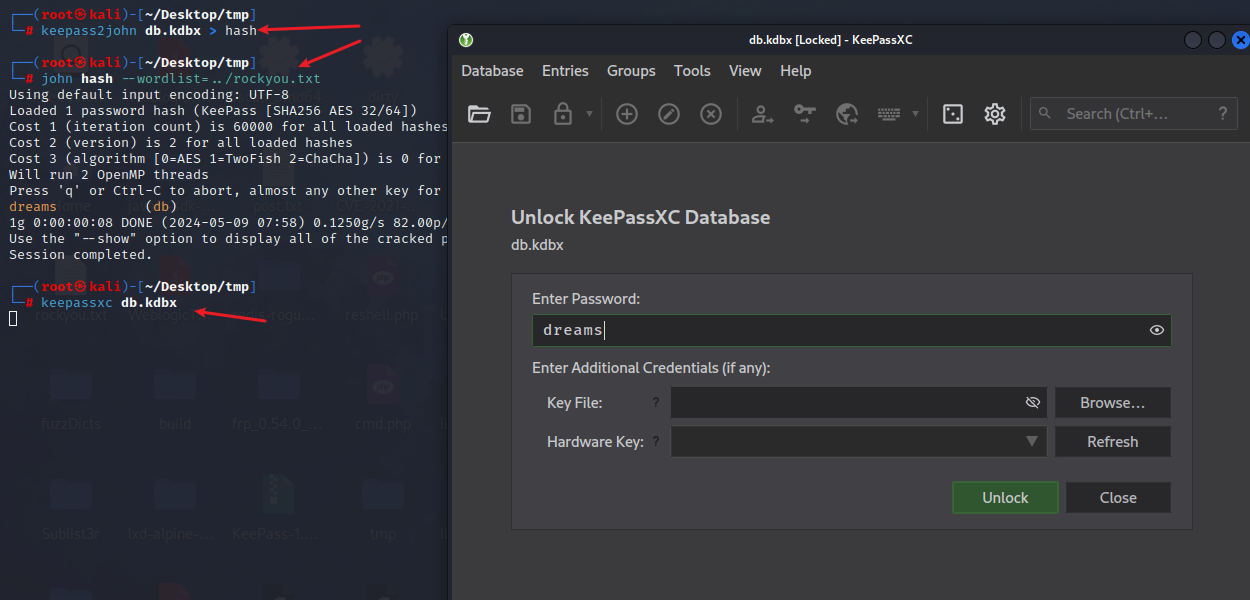 ┌──(root㉿kali)-[~/Desktop/tmp]
└─# keepass2john db.kdbx > hash
┌──(root㉿kali)-[~/Desktop/tmp]
└─# john hash --wordlist=../rockyou.txt
Using default input encoding: UTF-8
Loaded 1 password hash (KeePass [SHA256 AES 32/64])
Cost 1 (iteration count) is 60000 for all loaded hashes
Cost 2 (version) is 2 for all loaded hashes
Cost 3 (algorithm [0=AES 1=TwoFish 2=ChaCha]) is 0 for
Will run 2 OpenMP threads
Press 'q' or Ctrl-C to abort, almost any other key for
dreams (db)
1g 0:00:00:08 DONE (2024-05-09 07:58) 0.1250g/s 82.00p/
Use the "--show" option to display all of the cracked p
Session completed.
┌──(root㉿kali)-[~/Desktop/tmp]
└─# keepassxc db.kdbx
rockyou.txt
reshell.php
fuzzDicts
build
frp_0.54.0_...
cmd.php
Sublist3r
lxd-alpine-...
KeePass-1....
tmp
db.kdbx [Locked] - KeePassXC
Database Entries Groups Tools View Help
Search (Ctrl+... ?
Unlock KeePassXC Database
db.kdbx
Enter Password:
dreams
Enter Additional Credentials (if any):
Key File: ? Browse...
Hardware Key: ? Refresh
Unlock Close